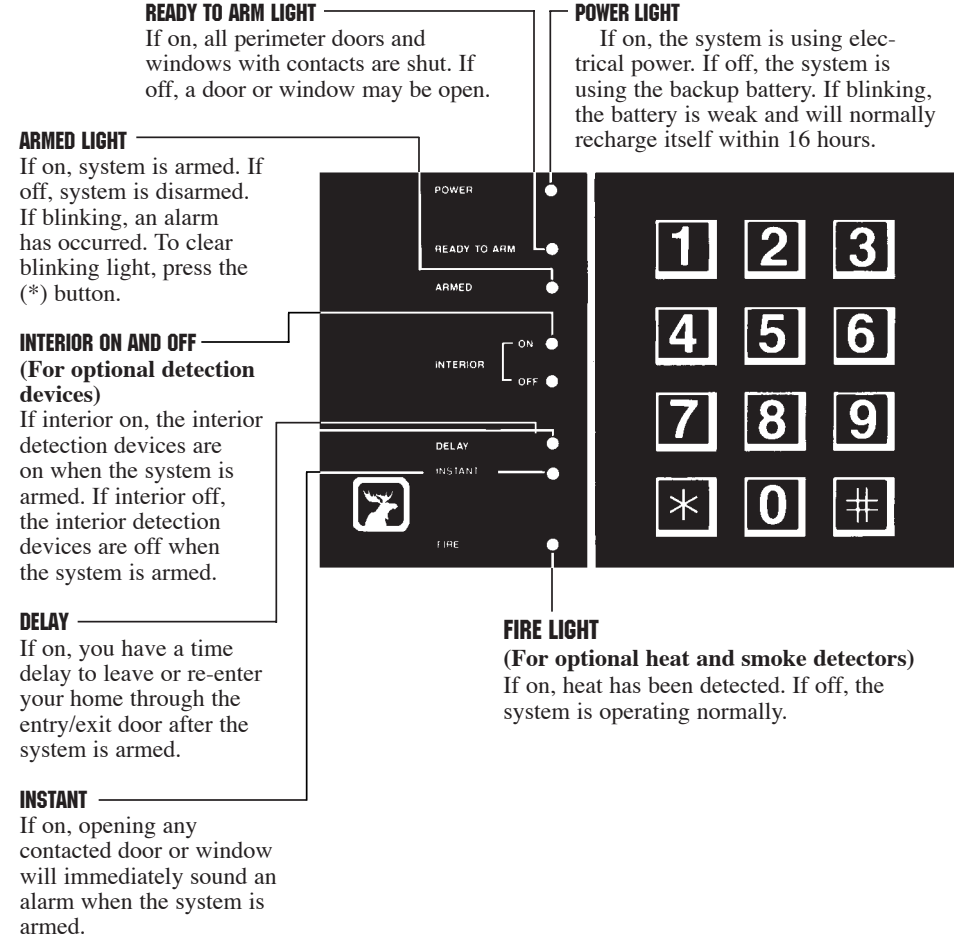 READY TO ARM LIGHT
If on, all perimeter doors and
windows with contacts are shut. If
off, a door or window may be open.
POWER LIGHT
If on, the system is using elec-
trical power. If off, the system is
using the backup battery. If blinking,
the battery is weak and will normally
recharge itself within 16 hours.
ARMED LIGHT
If on, system is armed. If
off, system is disarmed.
If blinking, an alarm
has occurred. To clear
blinking light, press the
(*) button.
INTERIOR ON AND OFF
(For optional detection
devices)
If interior on, the interior
detection devices are
on when the system is
armed. If interior off,
the interior detection
devices are off when
the system is armed.
DELAY
If on, you have a time
delay to leave or re-enter
your home through the
entry/exit door after the
system is armed.
INSTANT
If on, opening any
contacted door or window
will immediately sound an
alarm when the system is
armed.
POWER
READY TO ARM
ARMED
ON
INTERIOR
OFF
DELAY
INSTANT
FIRE
1 2 3
4 5 6
7 8 9
* 0 #
FIRE LIGHT
(For optional heat and smoke detectors)
If on, heat has been detected. If off, the
system is operating normally.